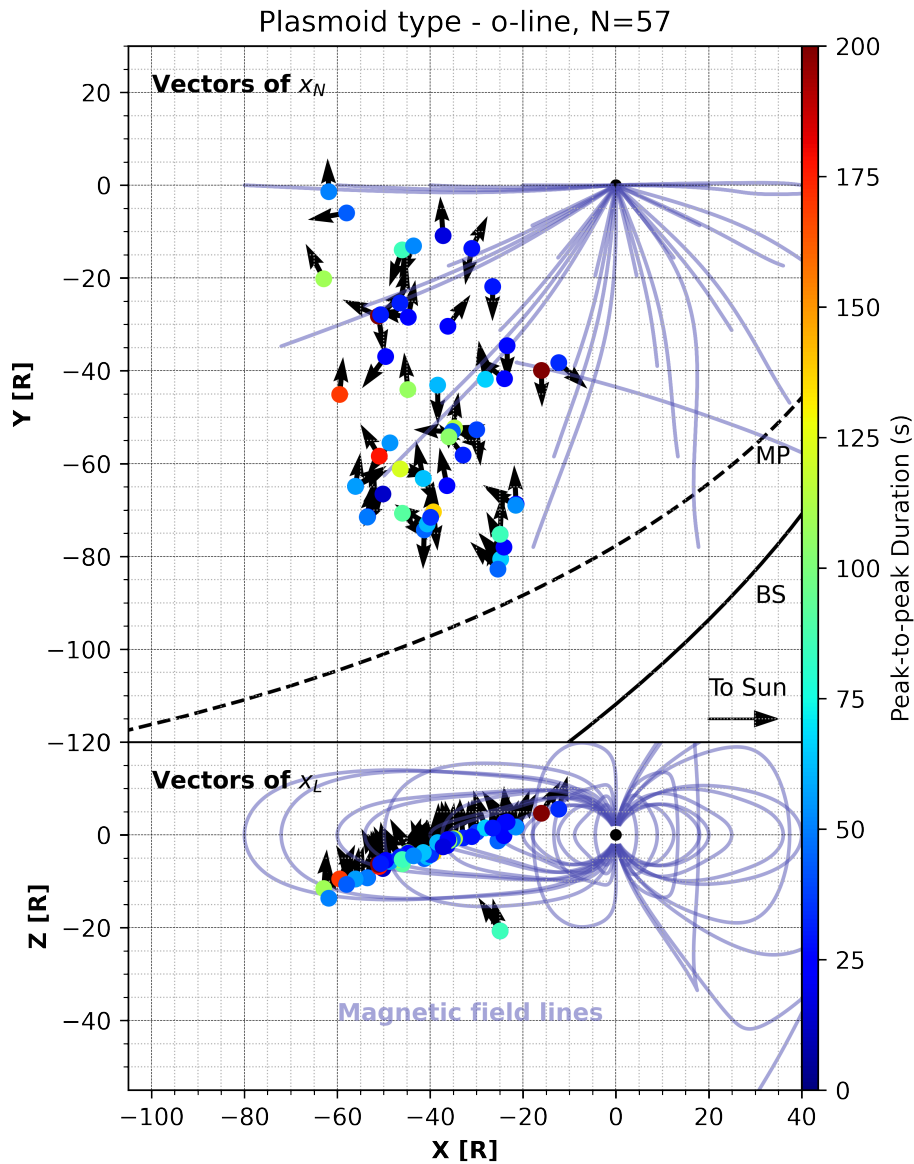 Plasmoid type - o-line, N=57
Vectors of x_N
20
0
−20
−40
−60
−80
−100
−120
Y [R]
MP
BS
To Sun
Vectors of x_L
0
−20
−40
Z [R]
Magnetic field lines
−100 −80 −60 −40 −20 0 20 40
X [R]
200
175
150
125
100
75
50
25
0
Peak-to-peak Duration (s)